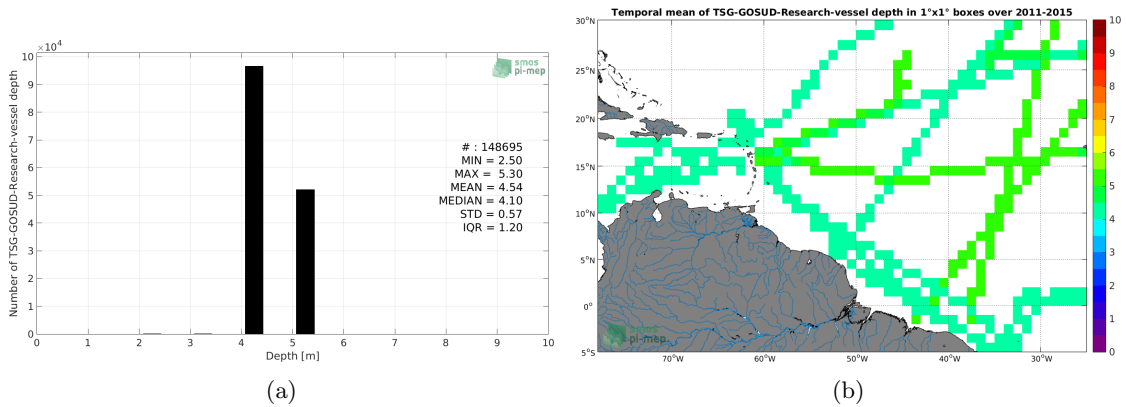 ×10⁴
10
9
8
7
6
5
4
3
2
1
0
Number of TSG-GOSUD-Research-vessel depth
0 1 2 3 4 5 6 7 8 9 10
Depth [m]
smos
pi-mep
# : 148695
MIN = 2.50
MAX = 5.30
MEAN = 4.54
MEDIAN = 4.10
STD = 0.57
IQR = 1.20
(a)
Temporal mean of TSG-GOSUD-Research-vessel depth in 1°x1° boxes over 2011-2015
30°N
25°N
20°N
15°N
10°N
5°N
0°
5°S
70°W 60°W 50°W 40°W 30°W
smos
pi-mep
10
9
8
7
6
5
4
3
2
1
0
(b)